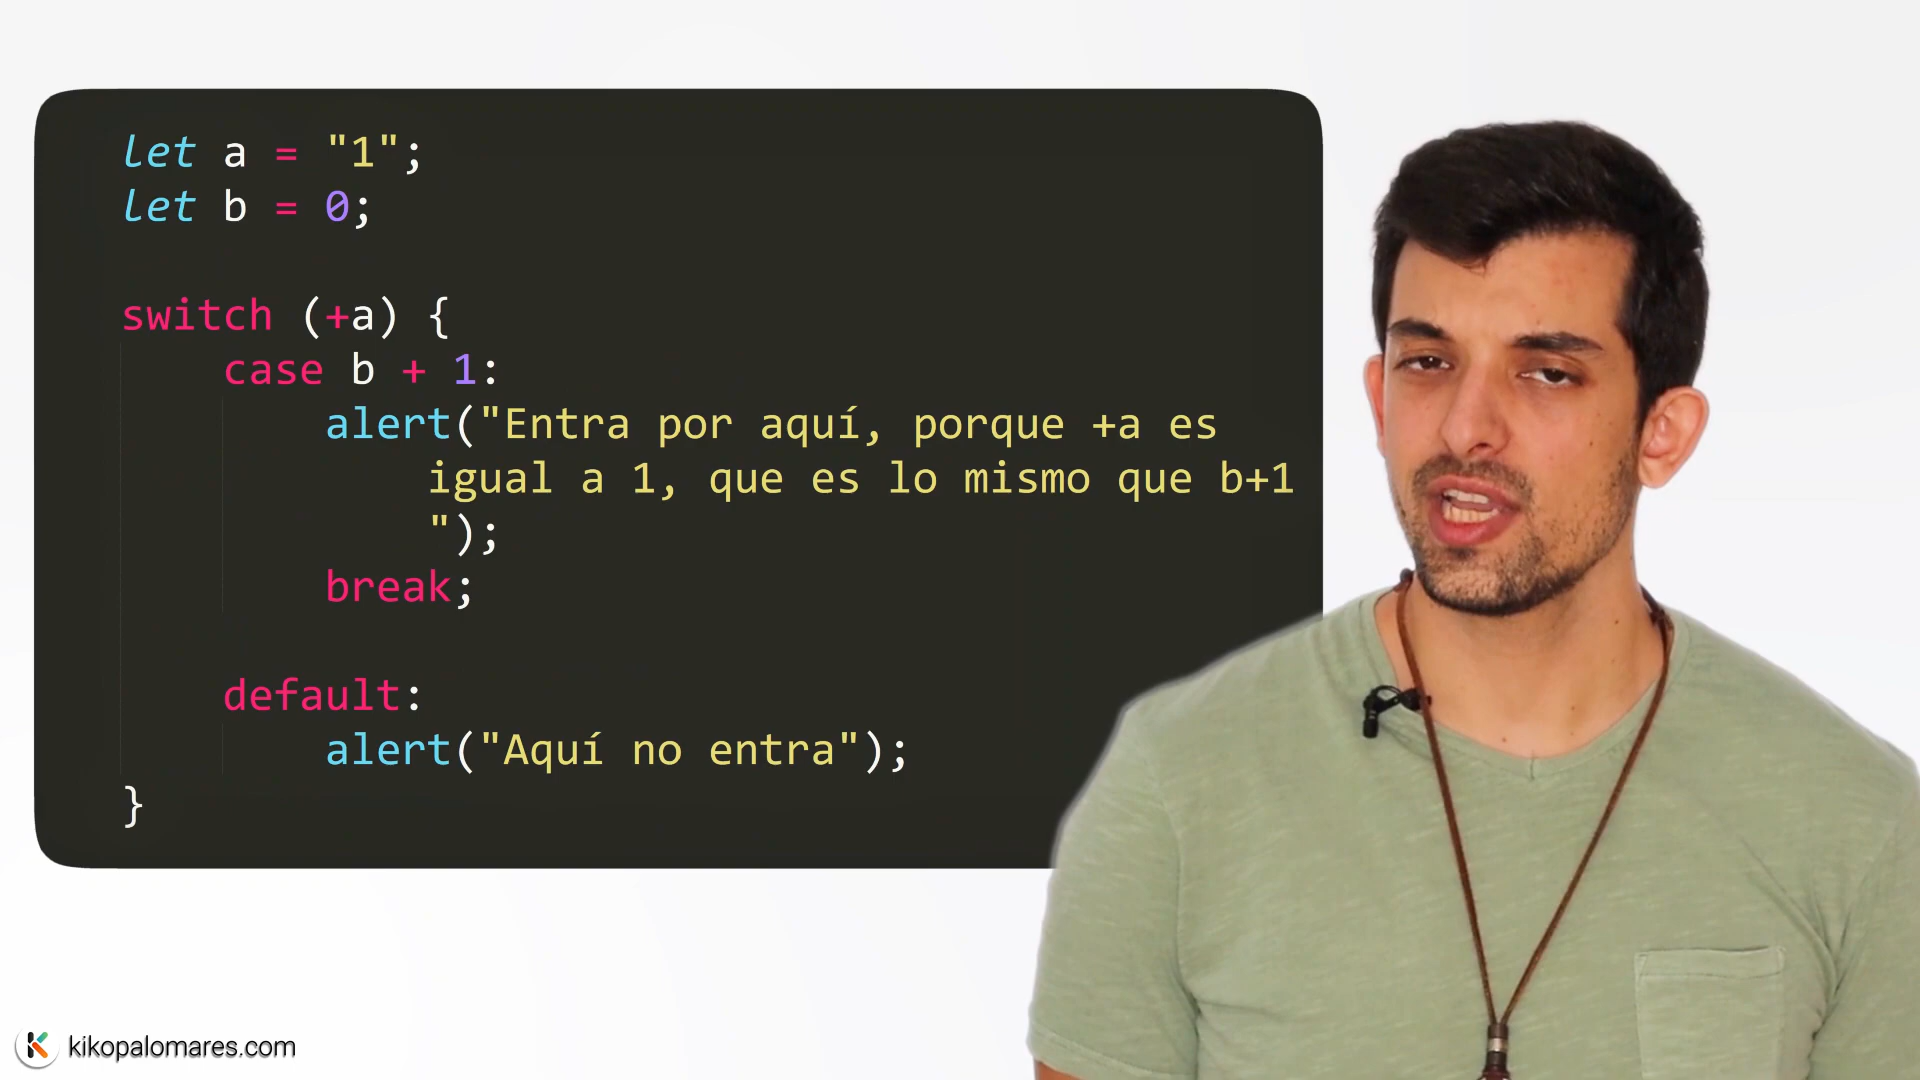 let a = "1";
let b = 0;
switch (+a) {
case b + 1:
alert("Entra por aquí, porque +a es
igual a 1, que es lo mismo que b+1
");
break;
default:
alert("Aquí no entra");
}
kikopalomares.com